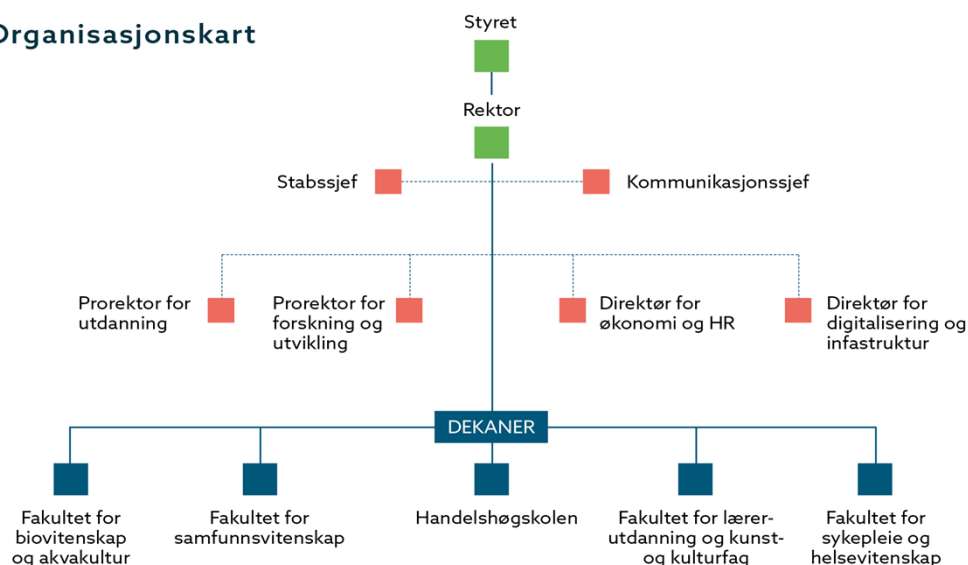 Organisasjonskart
Styret
Rektor
Stabssjef
Kommunikasjonssjef
Prorektor for
utdanning
Prorektor for
forskning og
utvikling
Direktør for
økonomi og HR
Direktør for
digitalisering og
infastruktur
DEKANER
Fakultet for
biovitenskap
og akvakultur
Fakultet for
samfunnsvitenskap
Handelshøgskolen
Fakultet for lærer-
utdanning og kunst-
og kulturfag
Fakultet for
sykepleie og
helsevitenskap